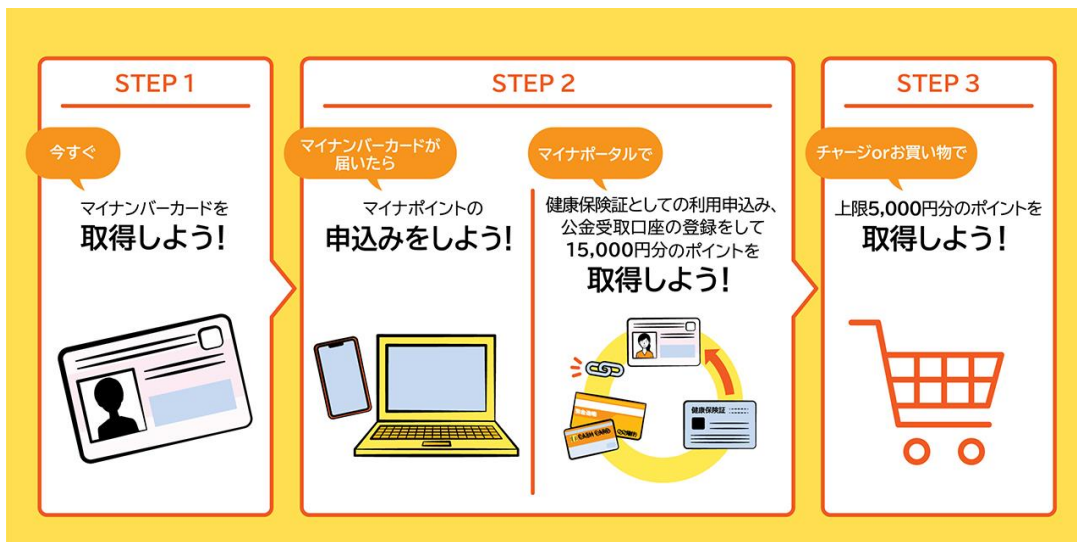 STEP 1
今すぐ
マイナンバーカードを
取得しよう!
STEP 2
マイナンバーカードが
届いたら
マイナポイントの
申込みをしよう!
マイナポータルで
健康保険証としての利用申込み、
公金受取口座の登録をして
15,000円分のポイントを
取得しよう!
健康保険証
CASH CARD
STEP 3
チャージorお買い物で
上限5,000円分のポイントを
取得しよう!